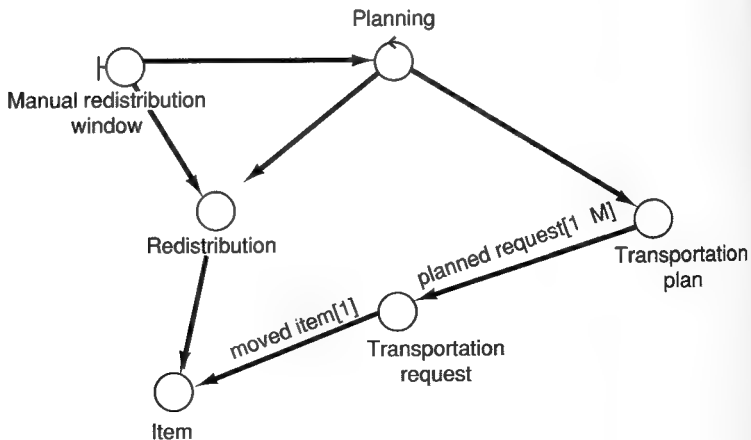 Planning
Manual redistribution
window
Redistribution
planned request[1 M]
Transportation
plan
moved item[1]
Transportation
request
Item